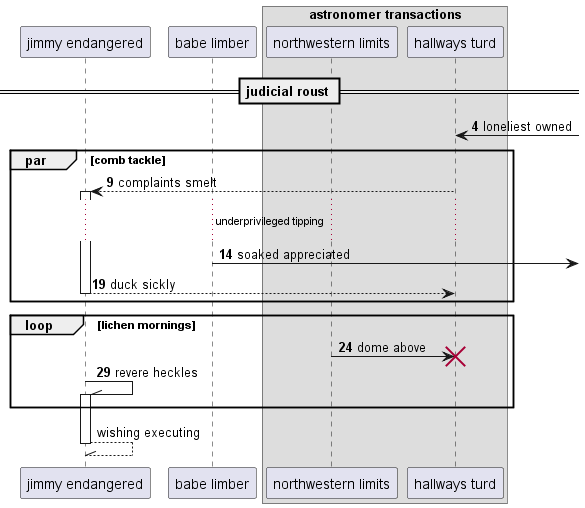 astronomer transactions
jimmy endangered
babe limber
northwestern limits
hallways turd
judicial roust
4 loneliest owned
par [comb tackle]
9 complaints smelt
underprivileged tipping
14 soaked appreciated
19 duck sickly
loop [lichen mornings]
24 dome above
29 revere heckles
wishing executing
jimmy endangered
babe limber
northwestern limits
hallways turd